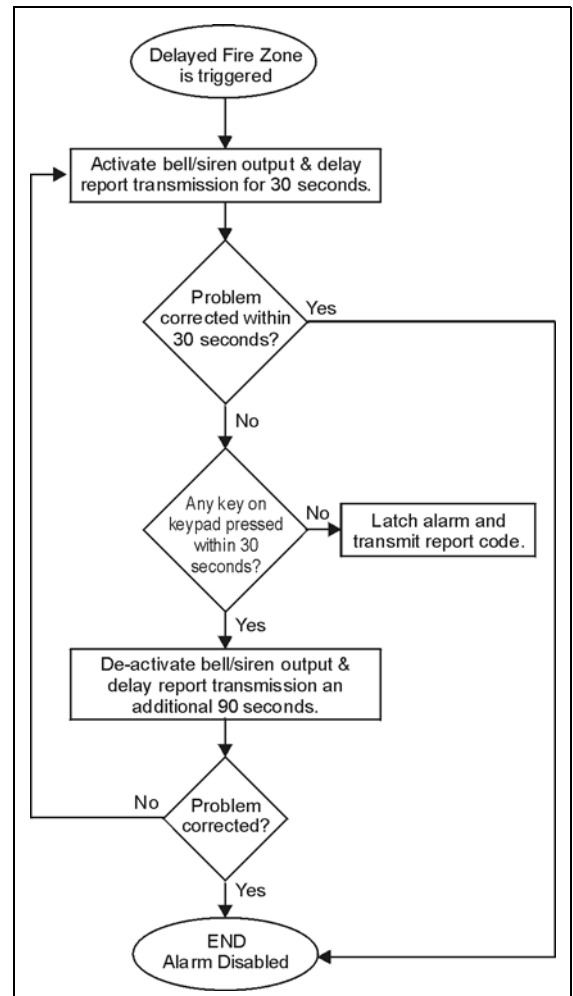 Delayed Fire Zone
is triggered
Activate bell/siren output & delay
report transmission for 30 seconds.
Problem
corrected within
30 seconds?
Yes
No
Any key on
keypad pressed
within 30
seconds?
No
Latch alarm and
transmit report code.
Yes
De-activate bell/siren output &
delay report transmission an
additional 90 seconds.
No
Problem
corrected?
Yes
END
Alarm Disabled